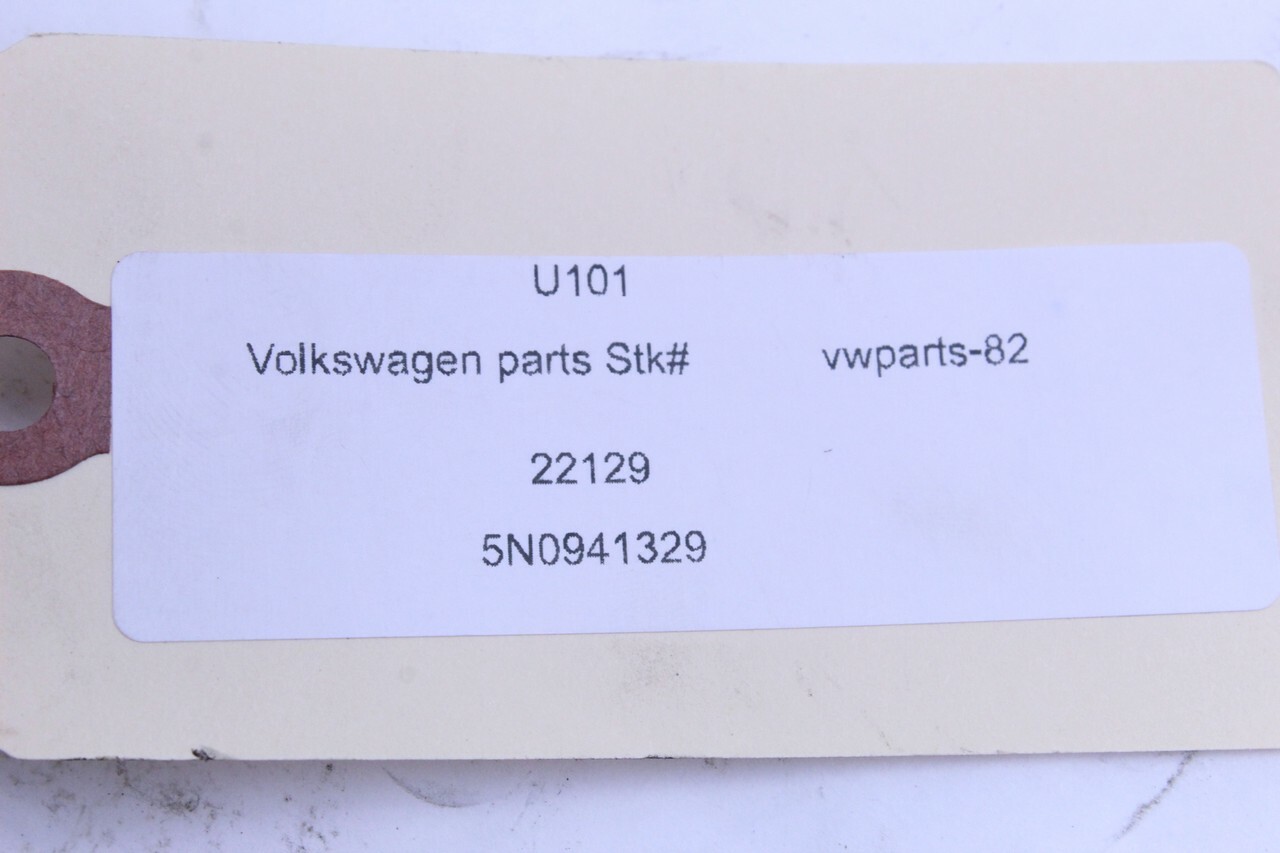 U101
Volkswagen parts Stk# vwparts-82
22129
5N0941329